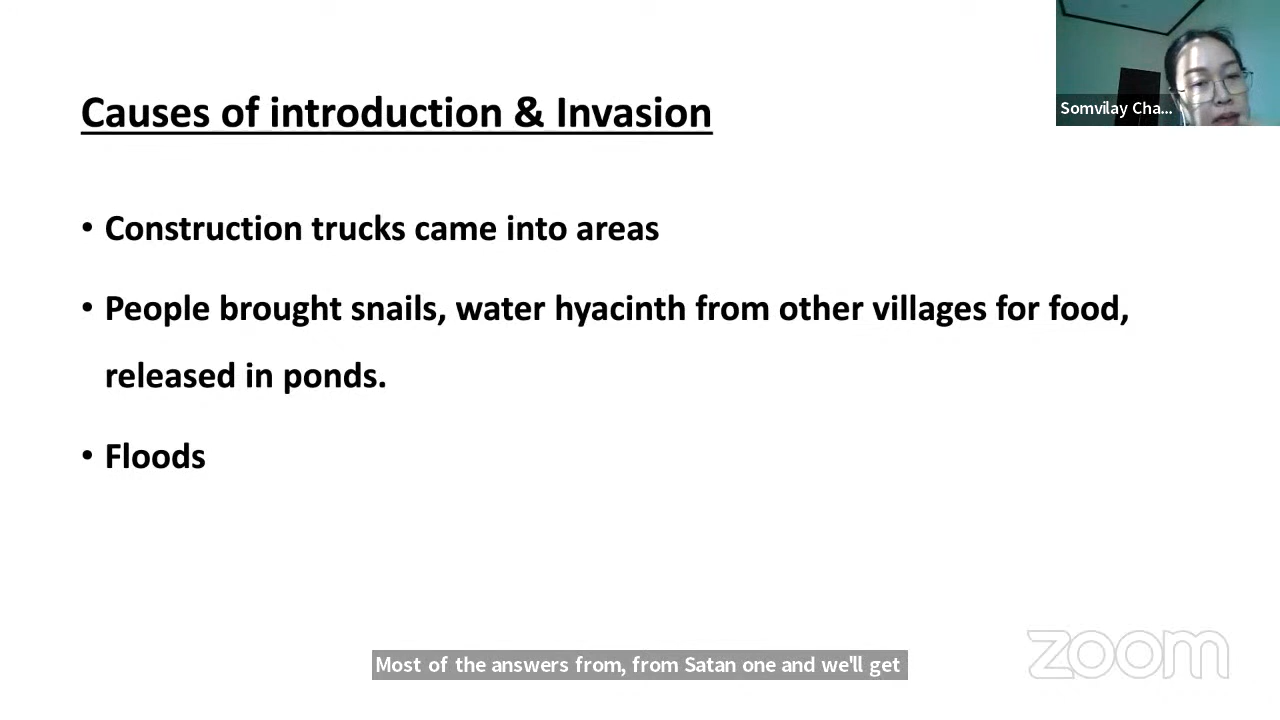 Somvilay Cha...
Causes of introduction & Invasion
• Construction trucks came into areas
• People brought snails, water hyacinth from other villages for food,
released in ponds.
• Floods
Most of the answers from, from Satan one and we'll get
zoom